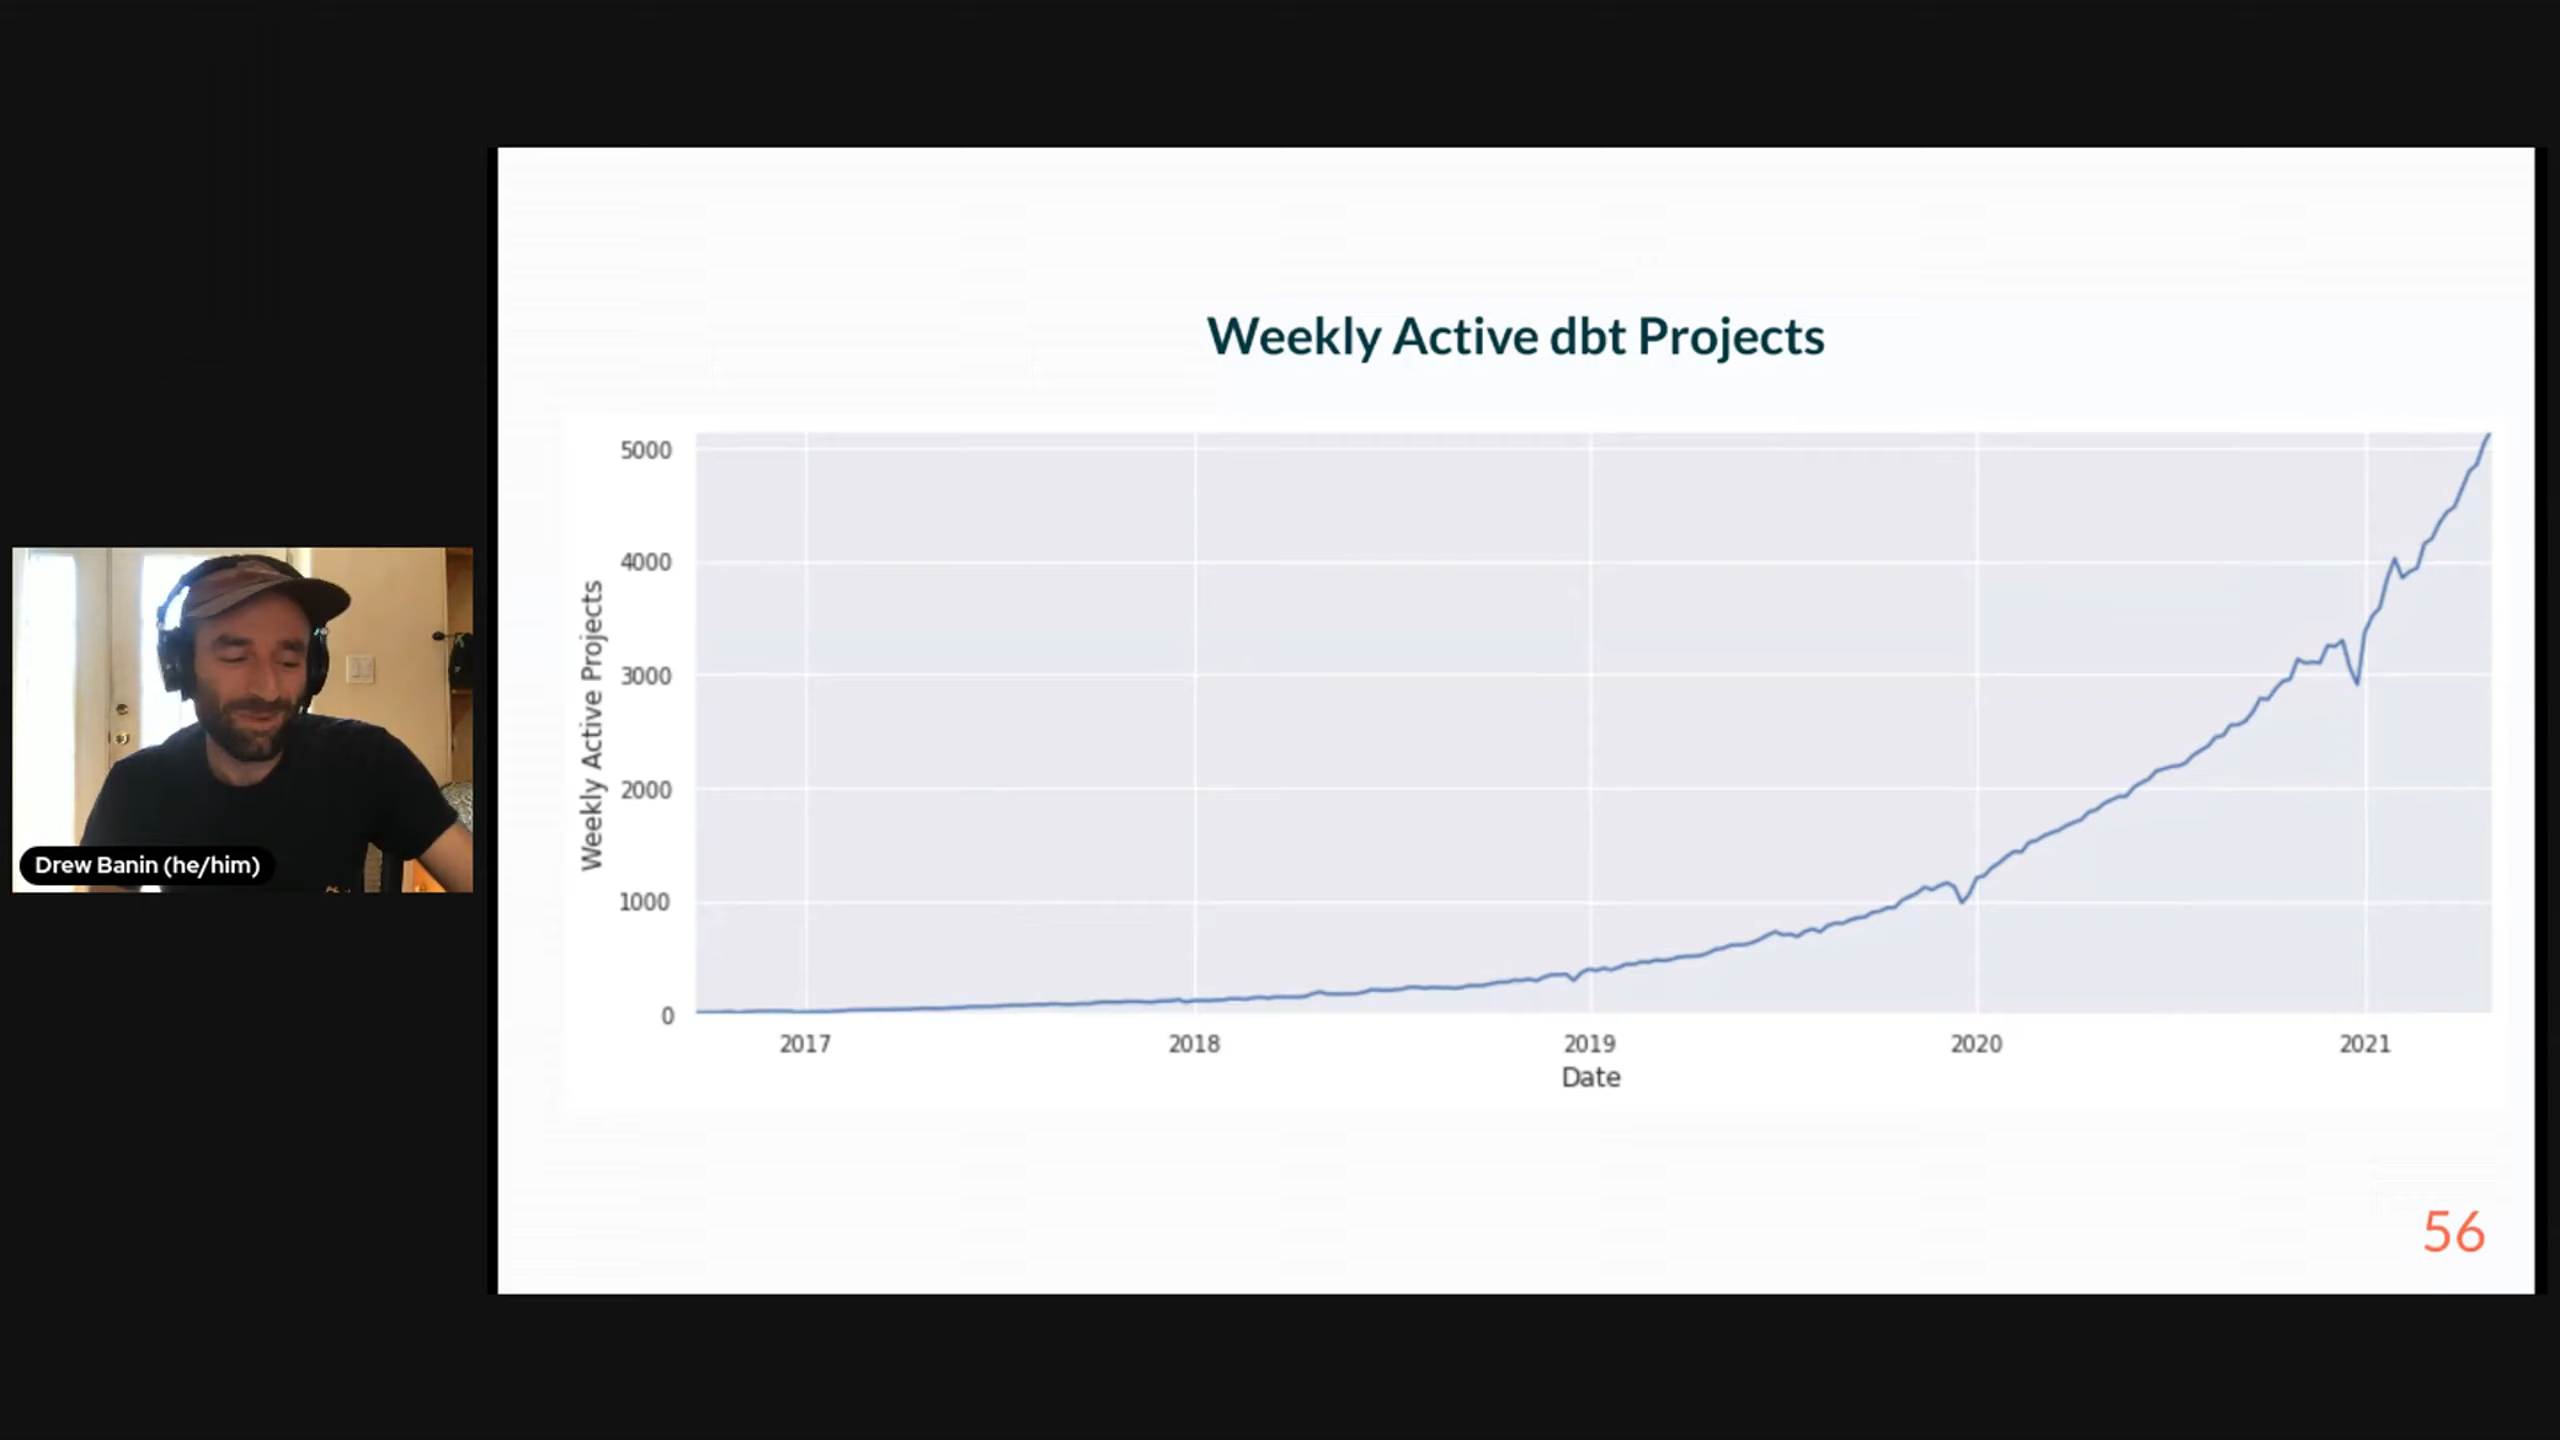 Weekly Active dbt Projects
5000
4000
3000
2000
1000
0
Weekly Active Projects
2017 2018 2019 2020 2021
Date
Drew Banin (he/him)
56